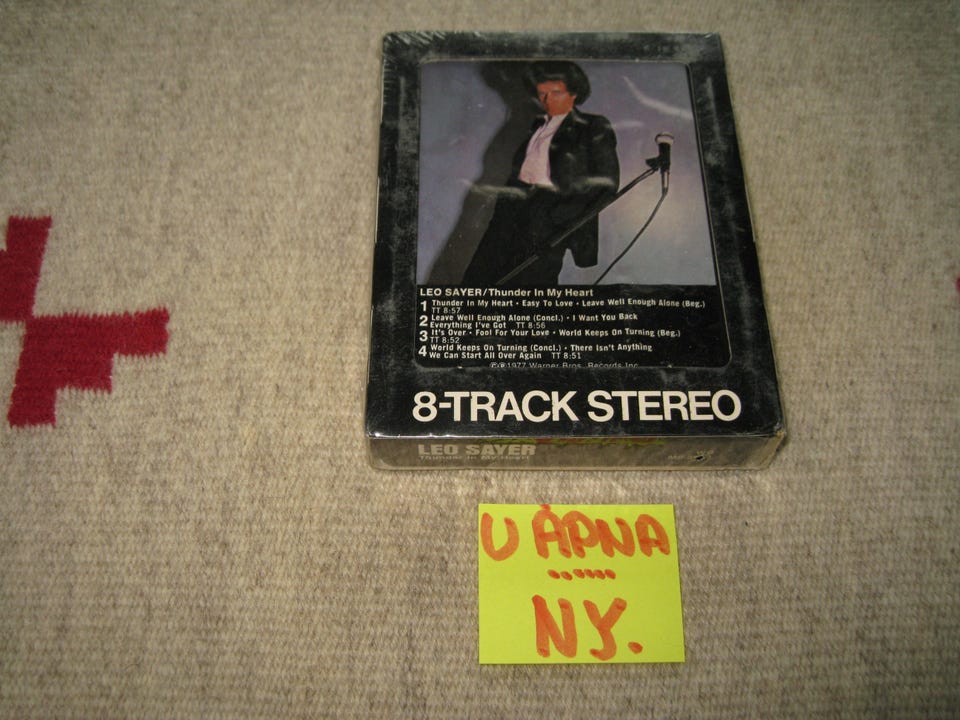 LEO SAYER/Thunder In My Heart
1 Thunder In My Heart • Easy To Love • Leave Well Enough Alone (Beg.)
TT 8:57
2 Leave Well Enough Alone (Concl.) • I Want You Back
Everything I've Got TT 8:56
3 It's Over • Fool For Your Love • World Keeps On Turning (Beg.)
TT 8:52
4 World Keeps On Turning (Concl.) • There Isn't Anything
We Can Start All Over Again TT 8:51
©℗1977 Warner Bros. Records Inc.
8-TRACK STEREO
LEO SAYER
Thunder In My Heart
UÅPNA
NY.